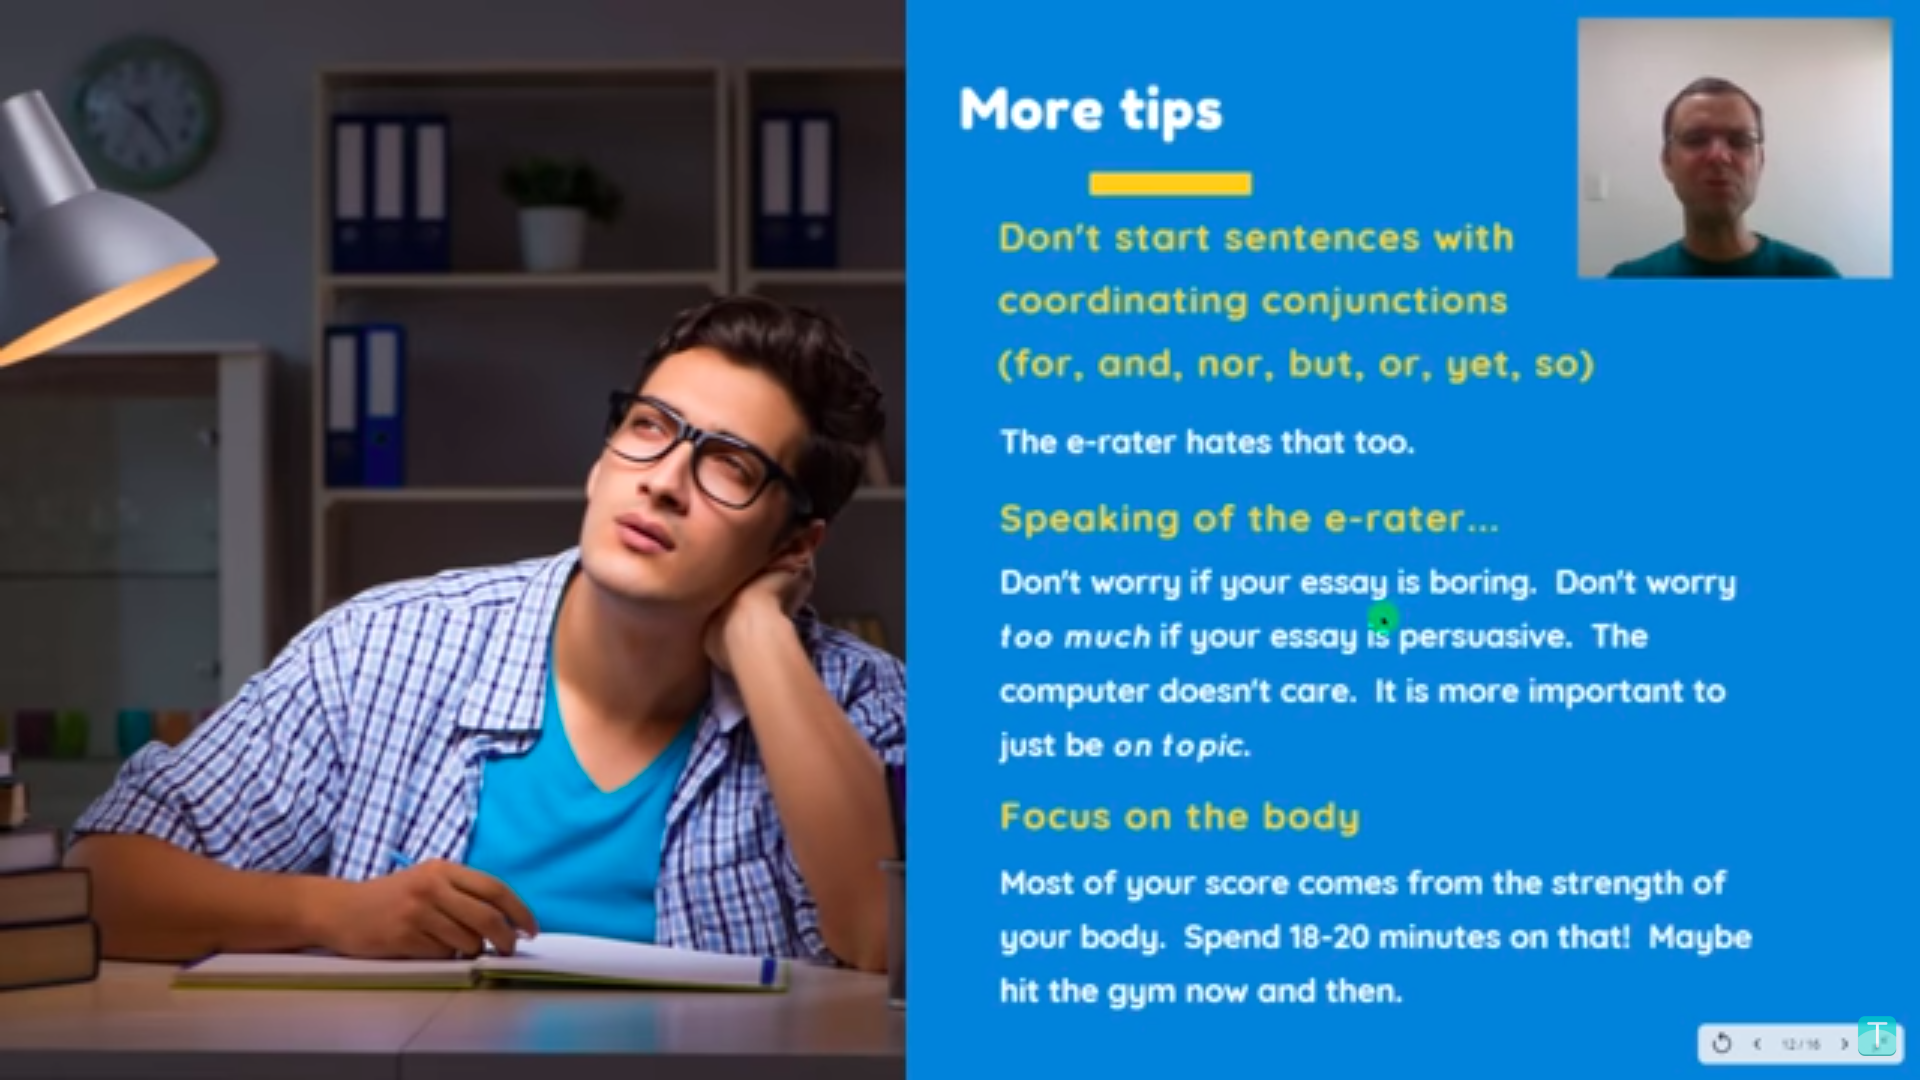 More tips
Don't start sentences with
coordinating conjunctions
(for, and, nor, but, or, yet, so)
The e-rater hates that too.
Speaking of the e-rater...
Don't worry if your essay is boring.  Don't worry
too much if your essay is persuasive.  The
computer doesn't care.  It is more important to
just be on topic.
Focus on the body
Most of your score comes from the strength of
your body.  Spend 18-20 minutes on that!  Maybe
hit the gym now and then.
12 / 16
T